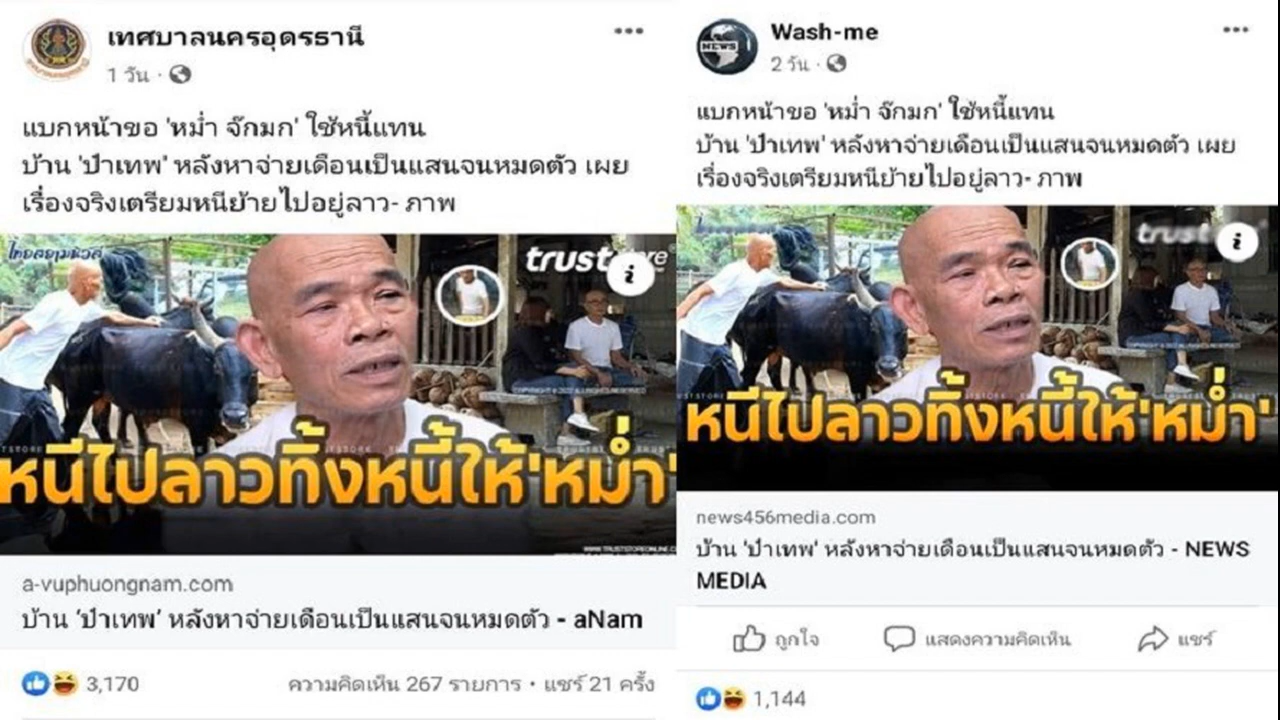 เทศบาลนครอุดรธานี
1 วัน ·
แบกหน้าขอ 'หม่ำ จ๊กมก' ใช้หนี้แทน
บ้าน 'ป๋าเทพ' หลังหาจ่ายเดือนเป็นแสนจนหมดตัว เผย
เรื่องจริงเตรียมหนีย้ายไปอยู่ลาว- ภาพ
ไทยสยามนิวส์
trust
re
i
หนีไปลาวทิ้งหนี้ให้'หม่ำ'
WWW.TRUSTSTOREONLINE.COM
a-vuphuongnam.com
บ้าน 'ป๋าเทพ' หลังหาจ่ายเดือนเป็นแสนจนหมดตัว - aNam
3,170
ความคิดเห็น 267 รายการ • แชร์ 21 ครั้ง
NEWS
Wash-me
2 วัน ·
แบกหน้าขอ 'หม่ำ จ๊กมก' ใช้หนี้แทน
บ้าน 'ป๋าเทพ' หลังหาจ่ายเดือนเป็นแสนจนหมดตัว เผย
เรื่องจริงเตรียมหนีย้ายไปอยู่ลาว- ภาพ
trust
i
หนีไปลาวทิ้งหนี้ให้'หม่ำ'
news456media.com
บ้าน 'ป๋าเทพ' หลังหาจ่ายเดือนเป็นแสนจนหมดตัว - NEWS
MEDIA
ถูกใจ
แสดงความคิดเห็น
แชร์
1,144